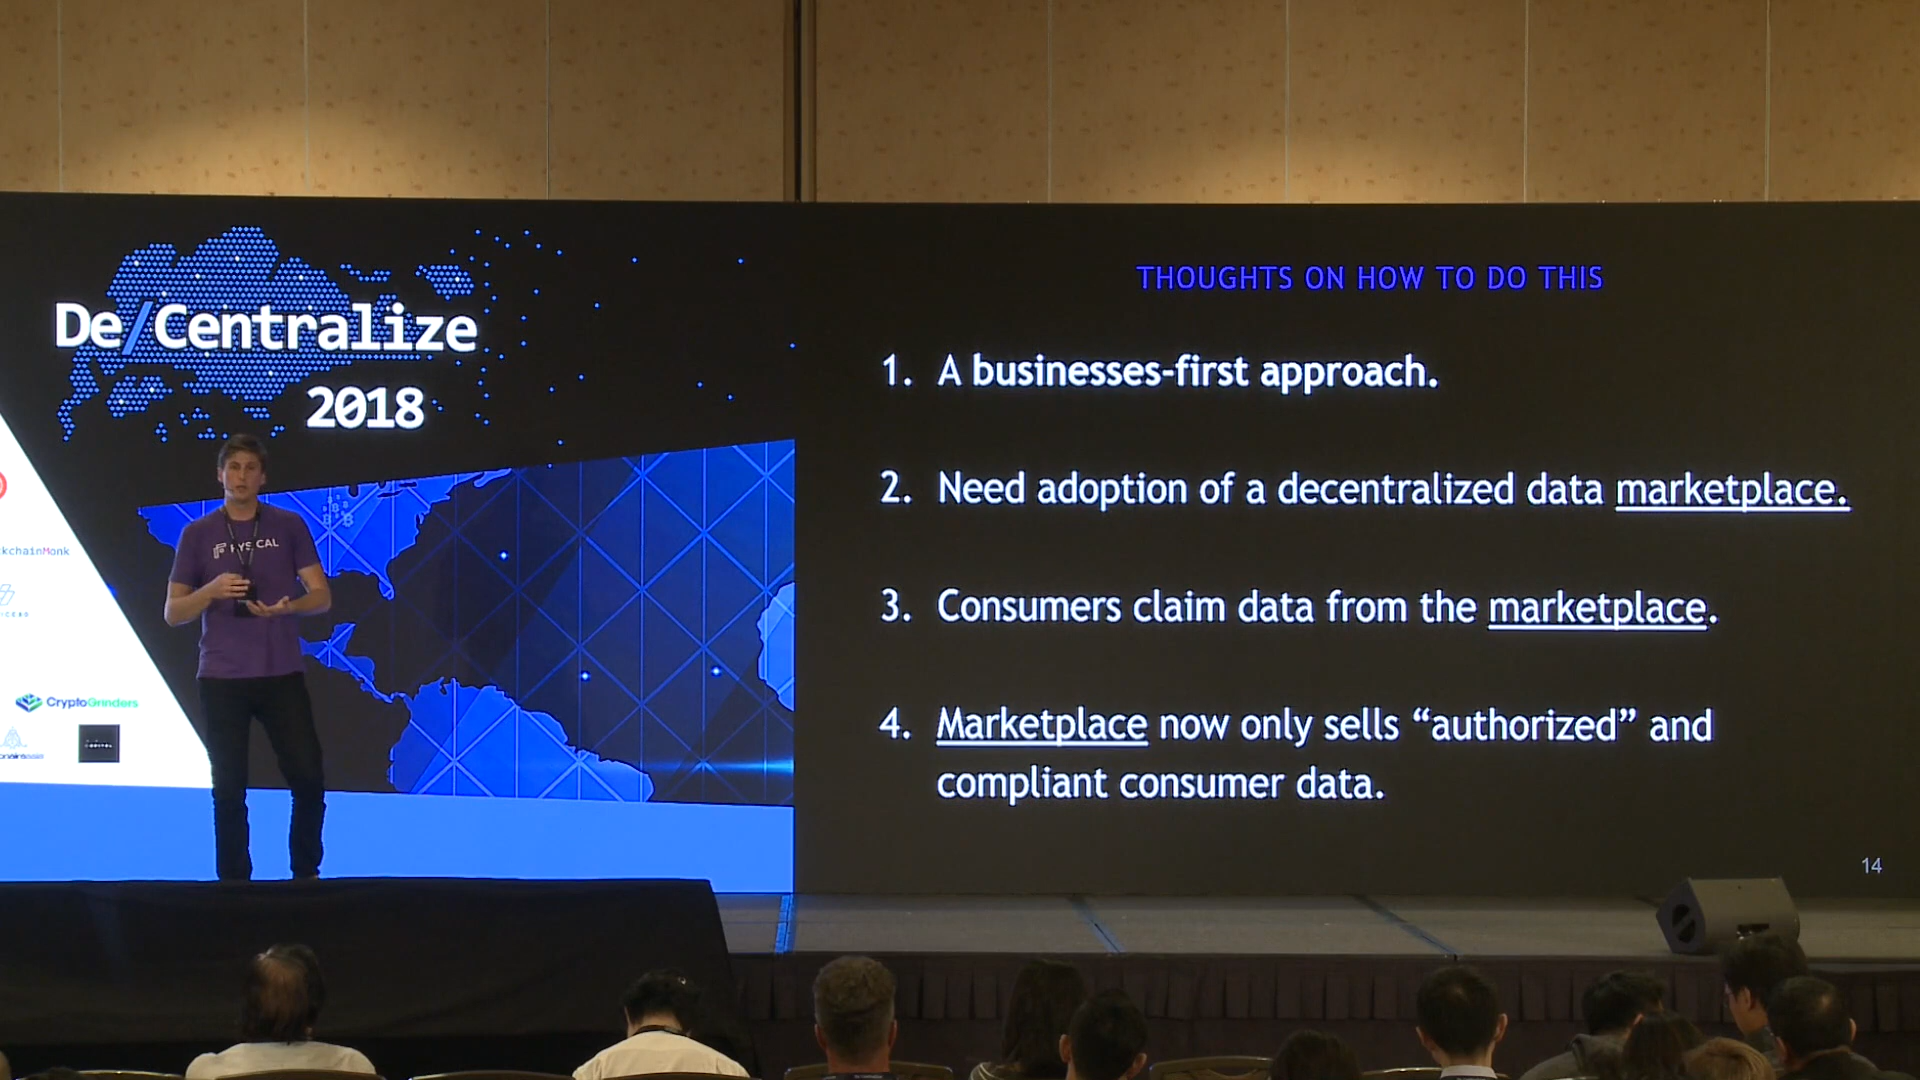 De/Centralize
2018
THOUGHTS ON HOW TO DO THIS
1. A businesses-first approach.
2. Need adoption of a decentralized data marketplace.
3. Consumers claim data from the marketplace.
4. Marketplace now only sells “authorized” and
compliant consumer data.
14
kchainMonk
CryptoGrinders